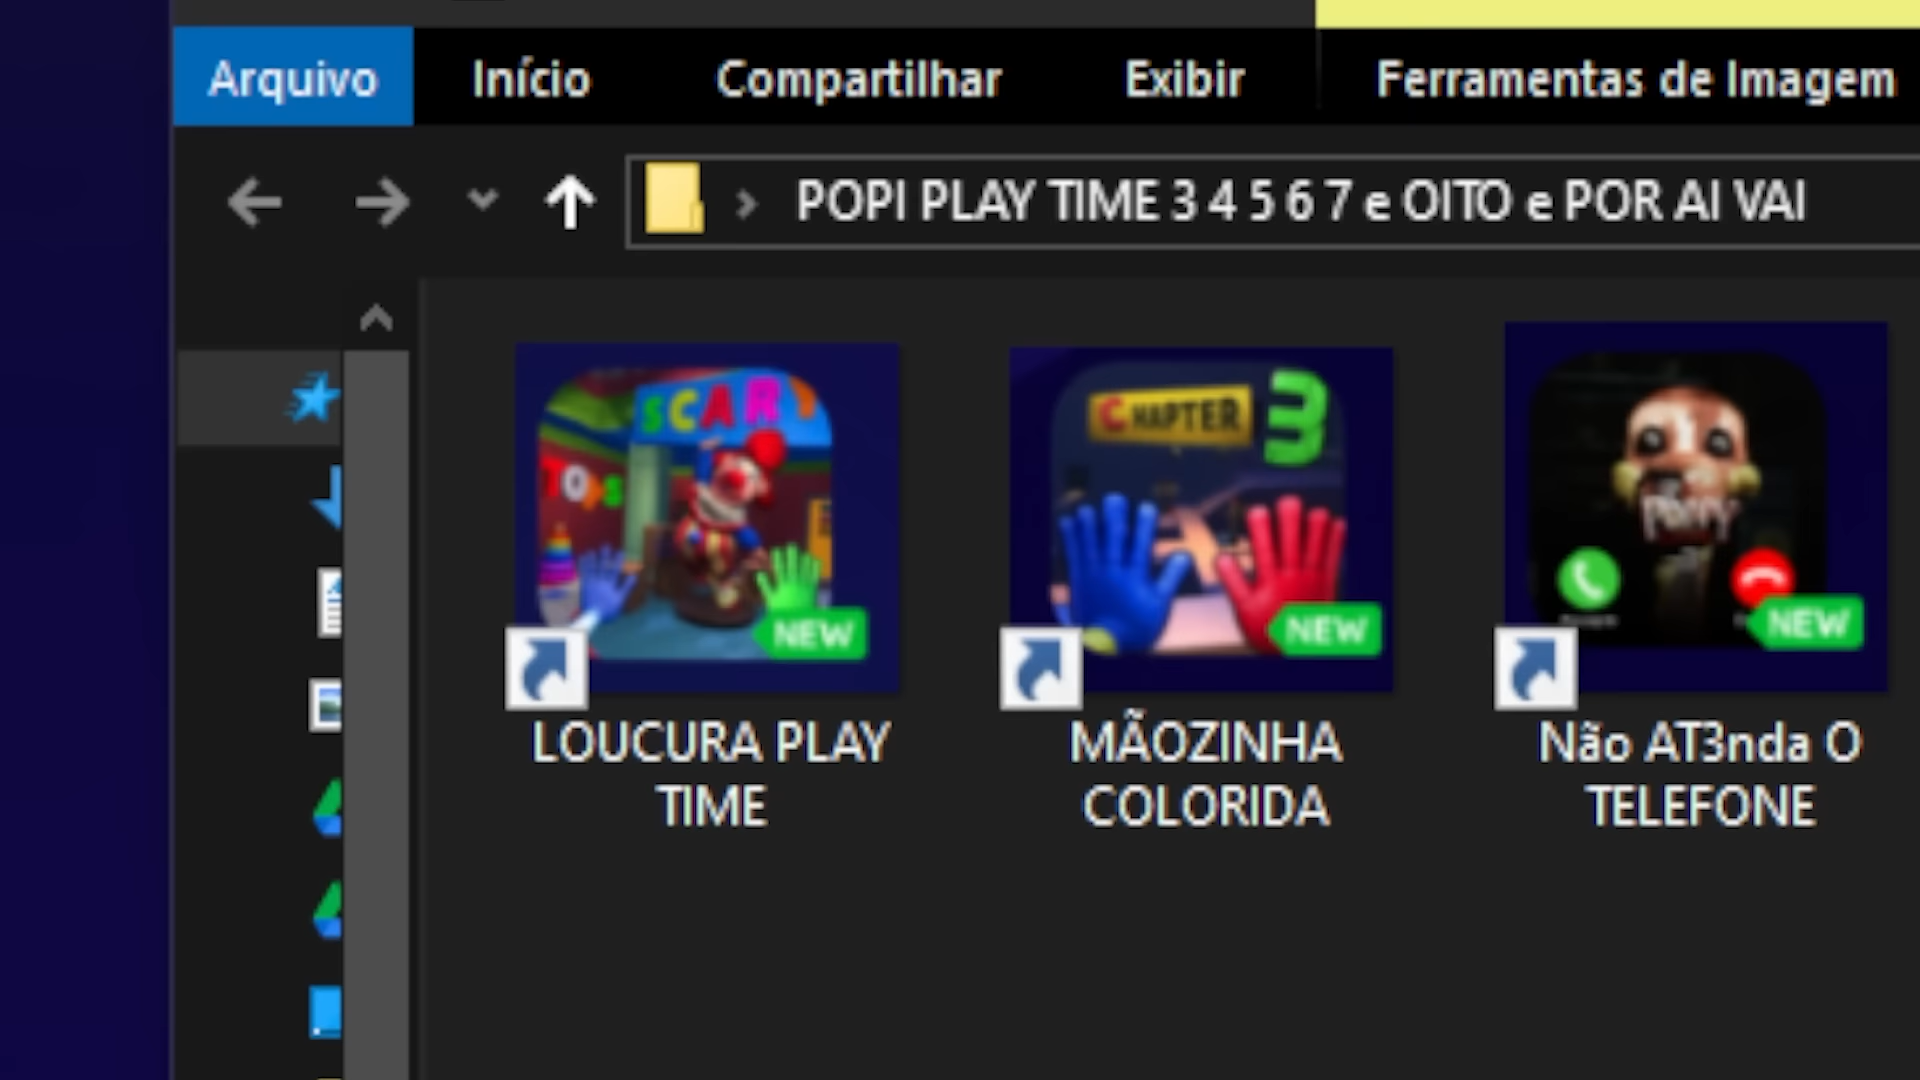 Arquivo Início Compartilhar Exibir Ferramentas de Imagem
POPI PLAY TIME 3 4 5 6 7 e OITO e POR AI VAI
SCARY
TOYS
NEW
CHAPTER 3
NEW
NEW
LOUCURA PLAY
TIME
MÃOZINHA
COLORIDA
Não AT3nda O
TELEFONE